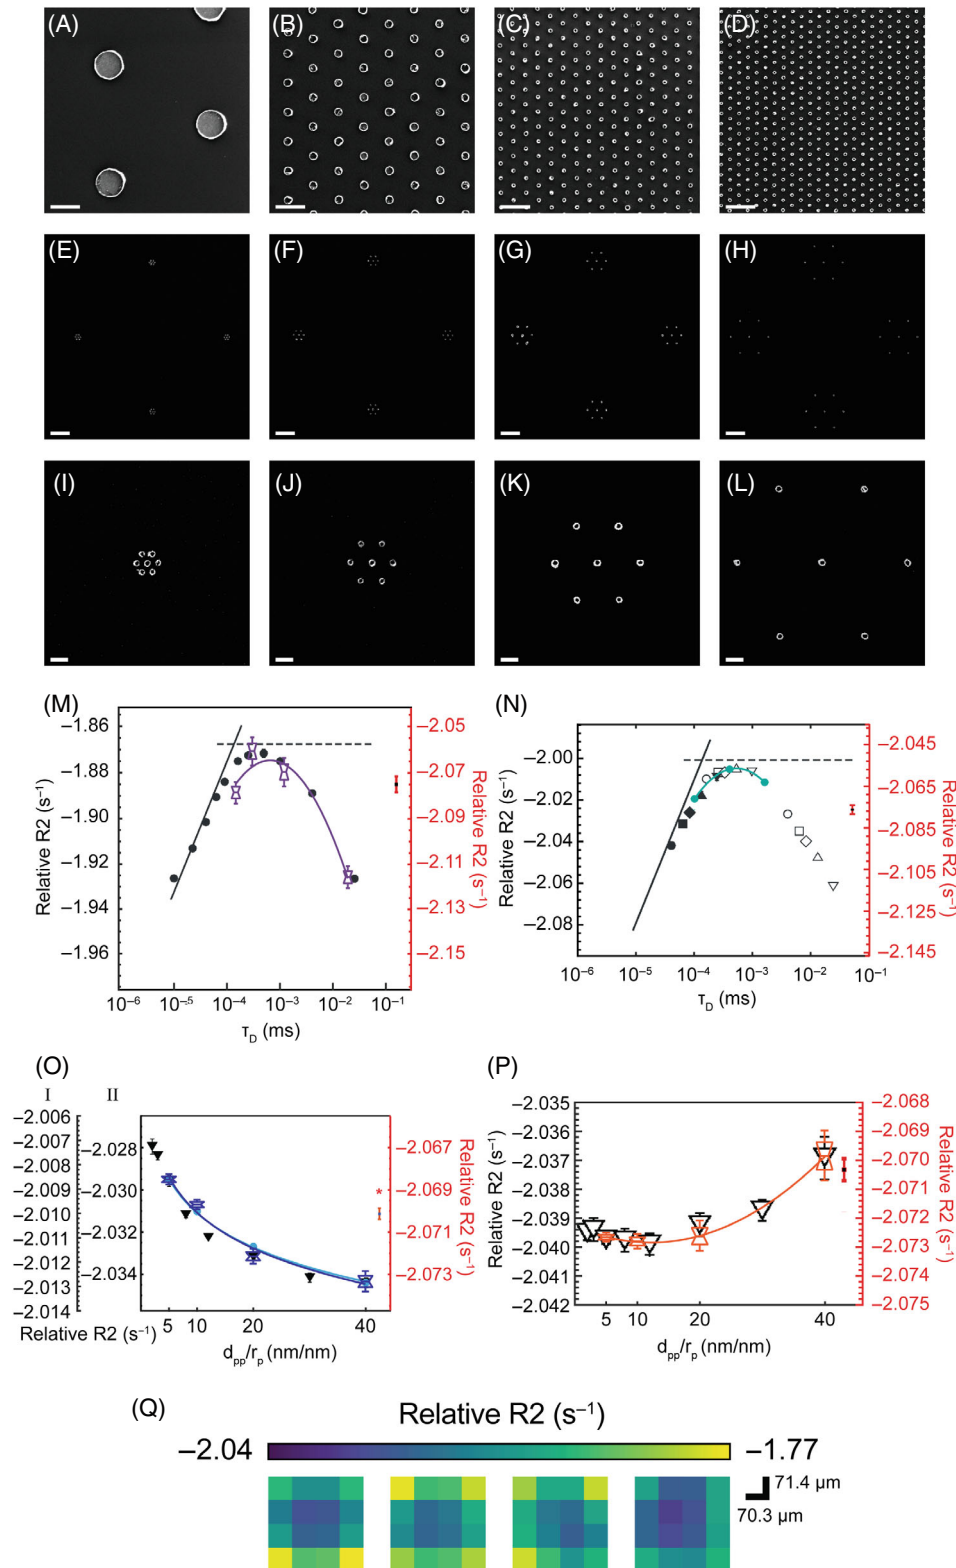 (A) (B) (C) (D)
(E) (F) (G) (H)
(I) (J) (K) (L)
(M)
−1.86
−1.88
−1.90
−1.92
−1.94
−1.96
Relative R2 (s⁻¹)
−2.05
−2.07
−2.09
−2.11
−2.13
−2.15
Relative R2 (s⁻¹)
10⁻⁶ 10⁻⁵ 10⁻⁴ 10⁻³ 10⁻² 10⁻¹
τD (ms)
(N)
−2.00
−2.02
−2.04
−2.06
−2.08
Relative R2 (s⁻¹)
−2.045
−2.065
−2.085
−2.105
−2.125
−2.145
Relative R2 (s⁻¹)
10⁻⁶ 10⁻⁵ 10⁻⁴ 10⁻³ 10⁻² 10⁻¹
τD (ms)
(O)
I II
−2.006
−2.007
−2.008
−2.009
−2.010
−2.011
−2.012
−2.013
−2.014
−2.028
−2.030
−2.032
−2.034
Relative R2 (s⁻¹)
*
−2.067
−2.069
−2.071
−2.073
Relative R2 (s⁻¹)
5 10 20 40
dpp/rp (nm/nm)
(P)
−2.035
−2.036
−2.037
−2.038
−2.039
−2.040
−2.041
−2.042
Relative R2 (s⁻¹)
−2.068
−2.069
−2.070
−2.071
−2.072
−2.073
−2.074
−2.075
Relative R2 (s⁻¹)
5 10 20 40
dpp/rp (nm/nm)
(Q)
Relative R2 (s⁻¹)
−2.04 −1.77
71.4 µm
70.3 µm